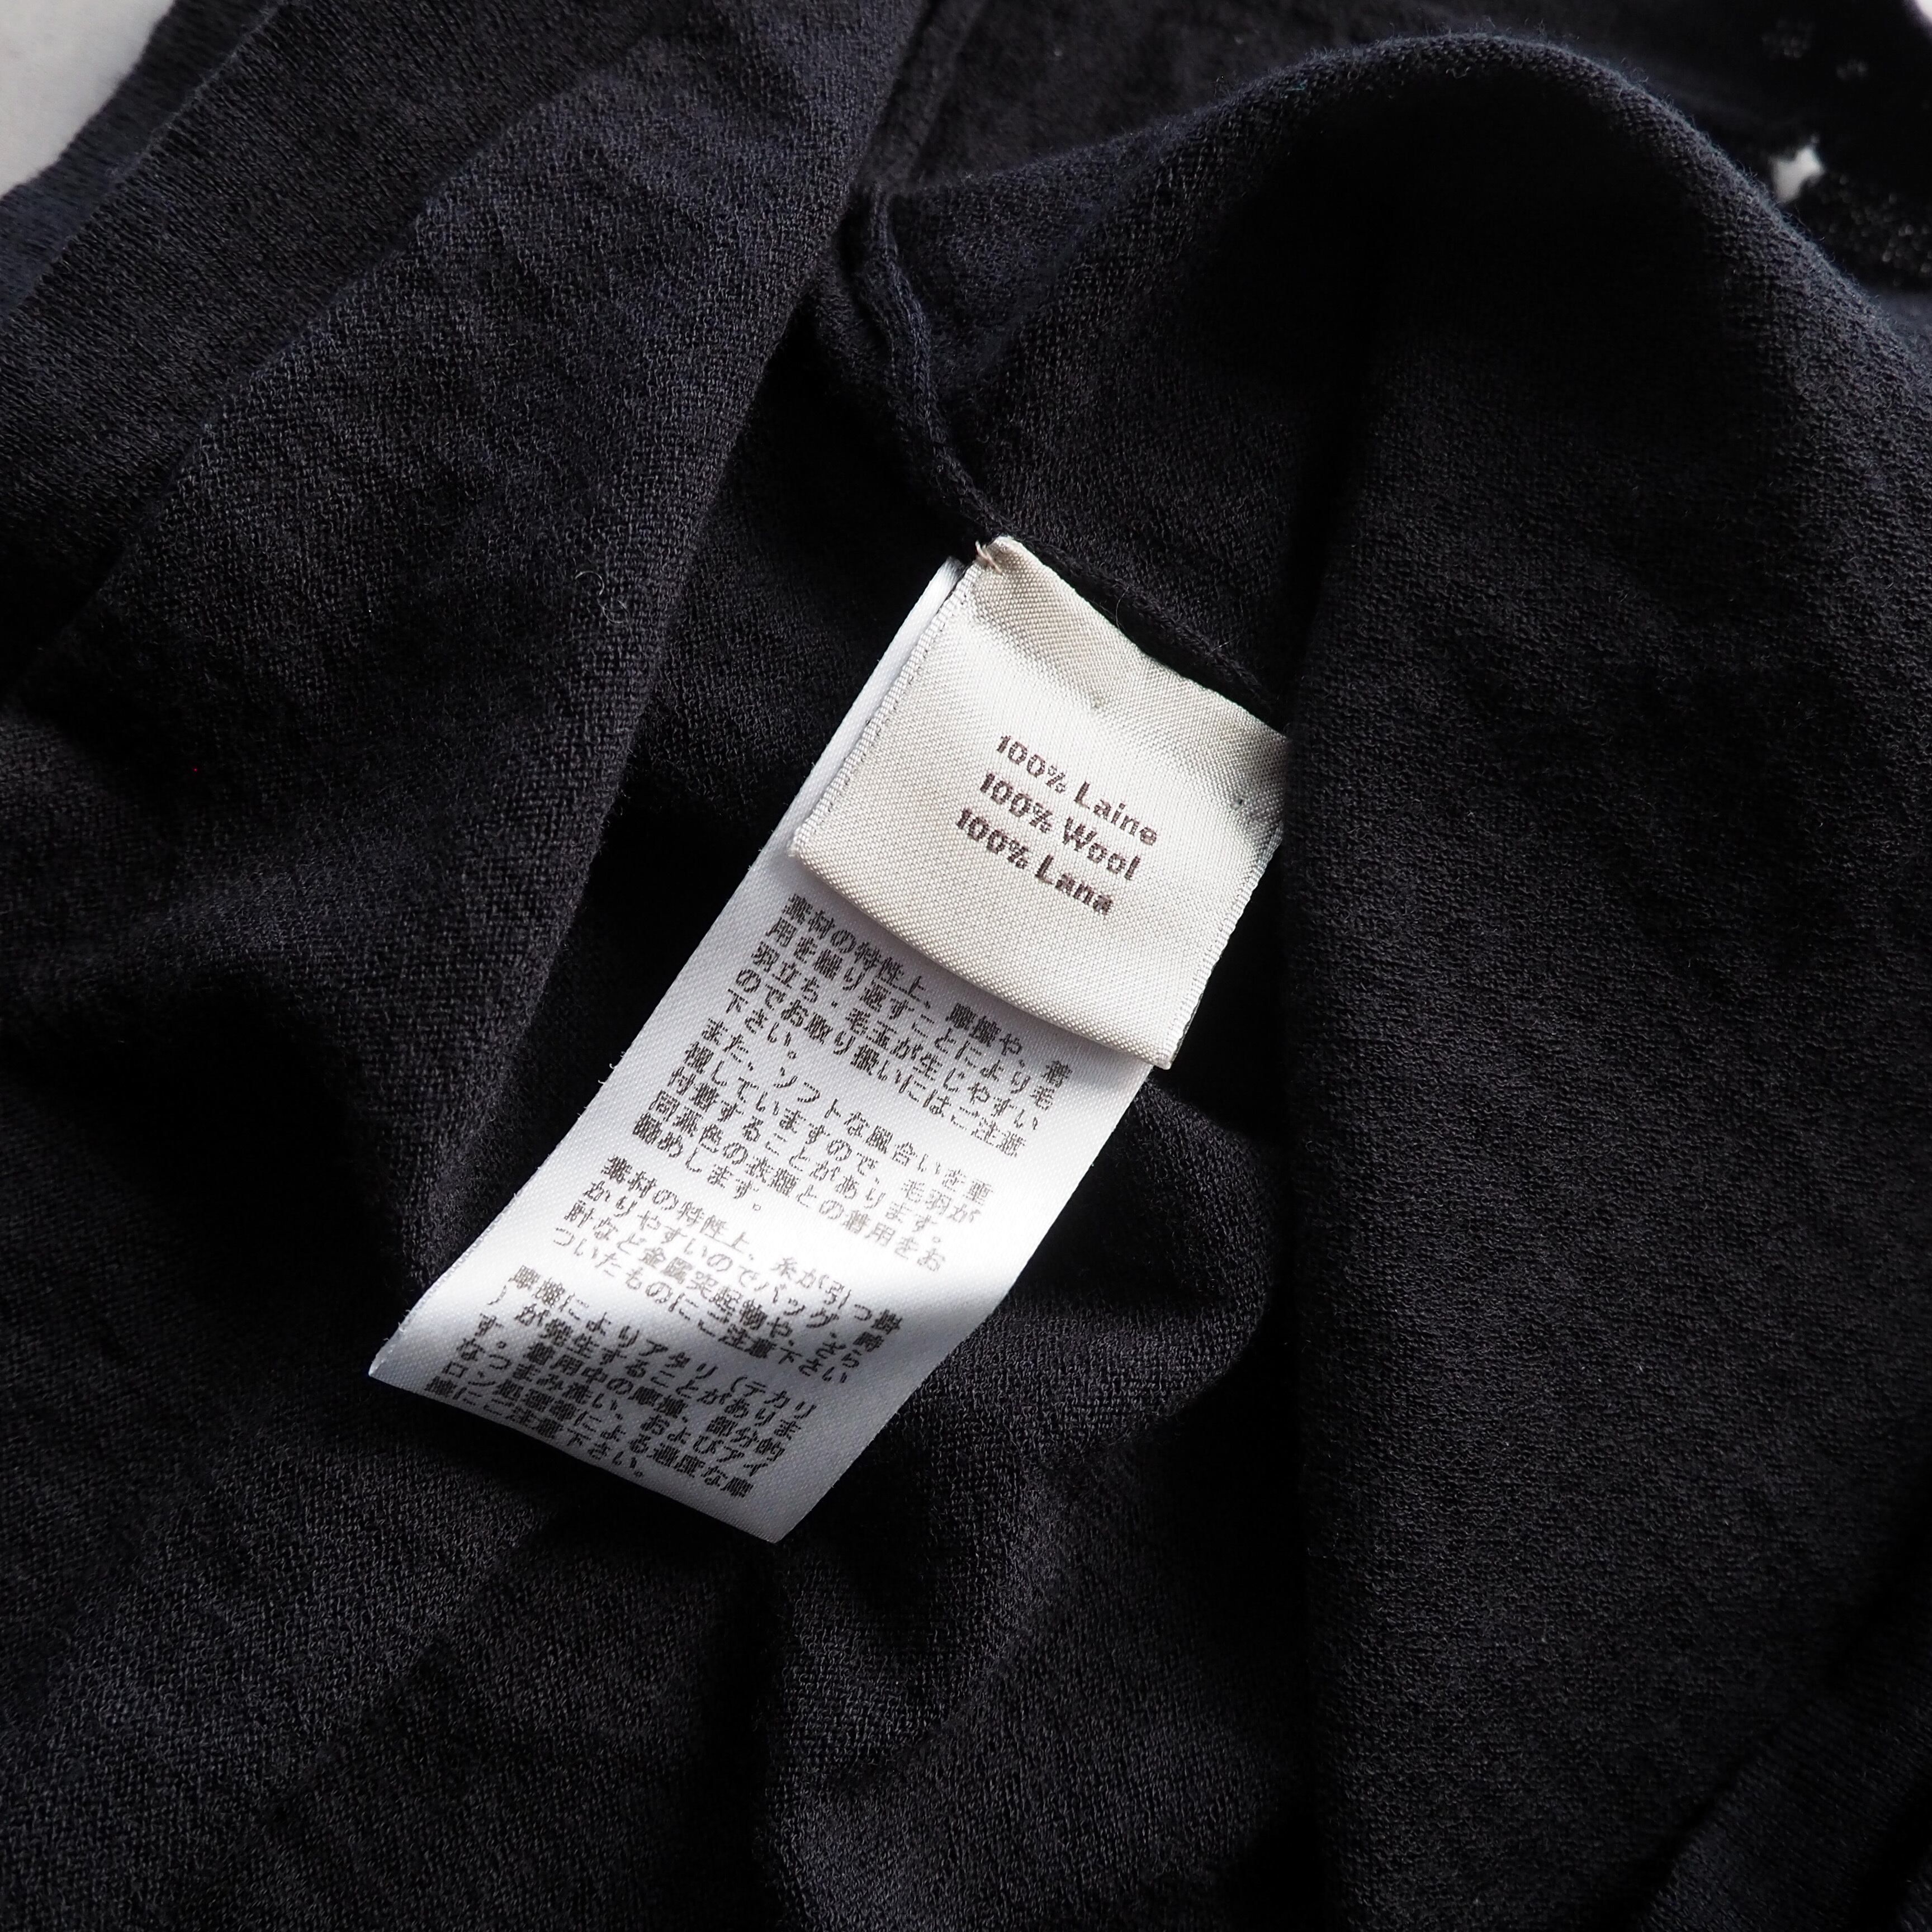 100% Laine
100% Wool
100% Lana
素材の特性上、摩擦や、着
用を繰り返すことにより毛
羽立ち・毛玉が生じやすい
のでお取り扱いにはご注意
下さい。
また、ソフトな風合いを重
視していますので、毛羽が
付着することがあります。
同系色の衣類との着用をお
勧めします。
素材の特性上、糸が引っ掛
かりやすいのでバッグ、時
計など金属突起物や、ざら
ついたものにご注意下さい
摩擦によりアタリ(テカリ
)が発生することがありま
す。着用中の摩擦、部分的
なつまみ洗い、およびアイ
ロン処理等による過度な摩
擦にご注意下さい。